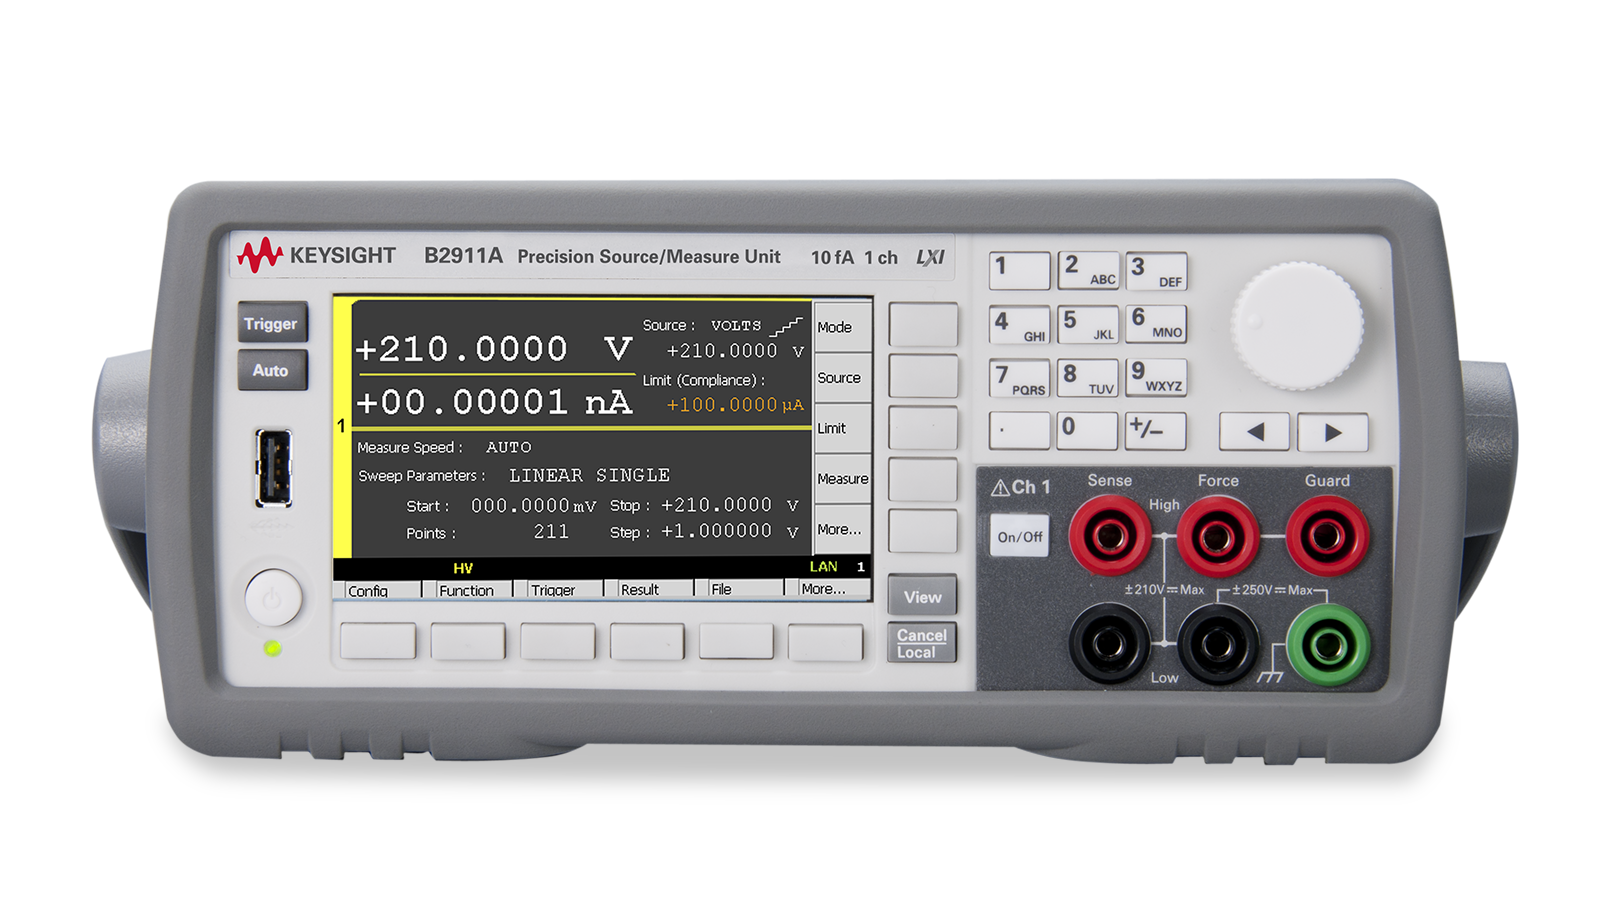 KEYSIGHT B2911A Precision Source/Measure Unit 10 fA 1 ch LXI
Trigger
Auto
1
+210.0000 V
+00.00001 nA
Source : VOLTS
+210.0000 V
Limit (Compliance) :
+100.0000 µA
Measure Speed : AUTO
Sweep Parameters : LINEAR SINGLE
Start : 000.0000 mV Stop : +210.0000 V
Points : 211 Step : +1.000000 V
HV LAN 1
Mode
Source
Limit
Measure
More...
Config Function Trigger Result File More...
View
Cancel
Local
1 2 ABC 3 DEF
4 GHI 5 JKL 6 MNO
7 PQRS 8 TUV 9 WXYZ
. 0 +/−
◀ ▶
⚠ Ch 1
On/Off
Sense Force Guard
High
±210V⎓Max ±250V⎓Max
Low